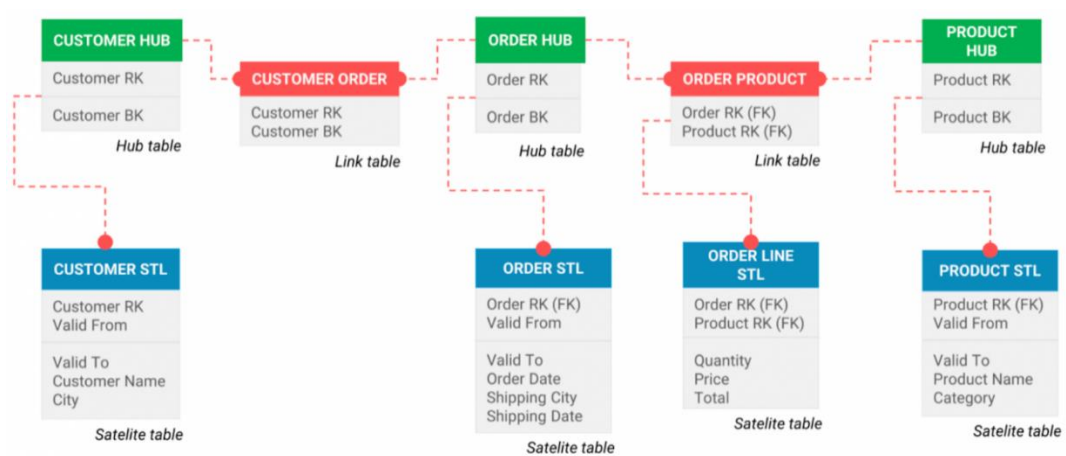 CUSTOMER HUB
Customer RK
Customer BK
Hub table
CUSTOMER ORDER
Customer RK
Customer BK
Link table
ORDER HUB
Order RK
Order BK
Hub table
ORDER PRODUCT
Order RK (FK)
Product RK (FK)
Link table
PRODUCT
HUB
Product RK
Product BK
Hub table
CUSTOMER STL
Customer RK
Valid From
Valid To
Customer Name
City
Satelite table
ORDER STL
Order RK (FK)
Valid From
Valid To
Order Date
Shipping City
Shipping Date
Satelite table
ORDER LINE
STL
Order RK (FK)
Product RK (FK)
Quantity
Price
Total
Satelite table
PRODUCT STL
Product RK (FK)
Valid From
Valid To
Product Name
Category
Satelite table